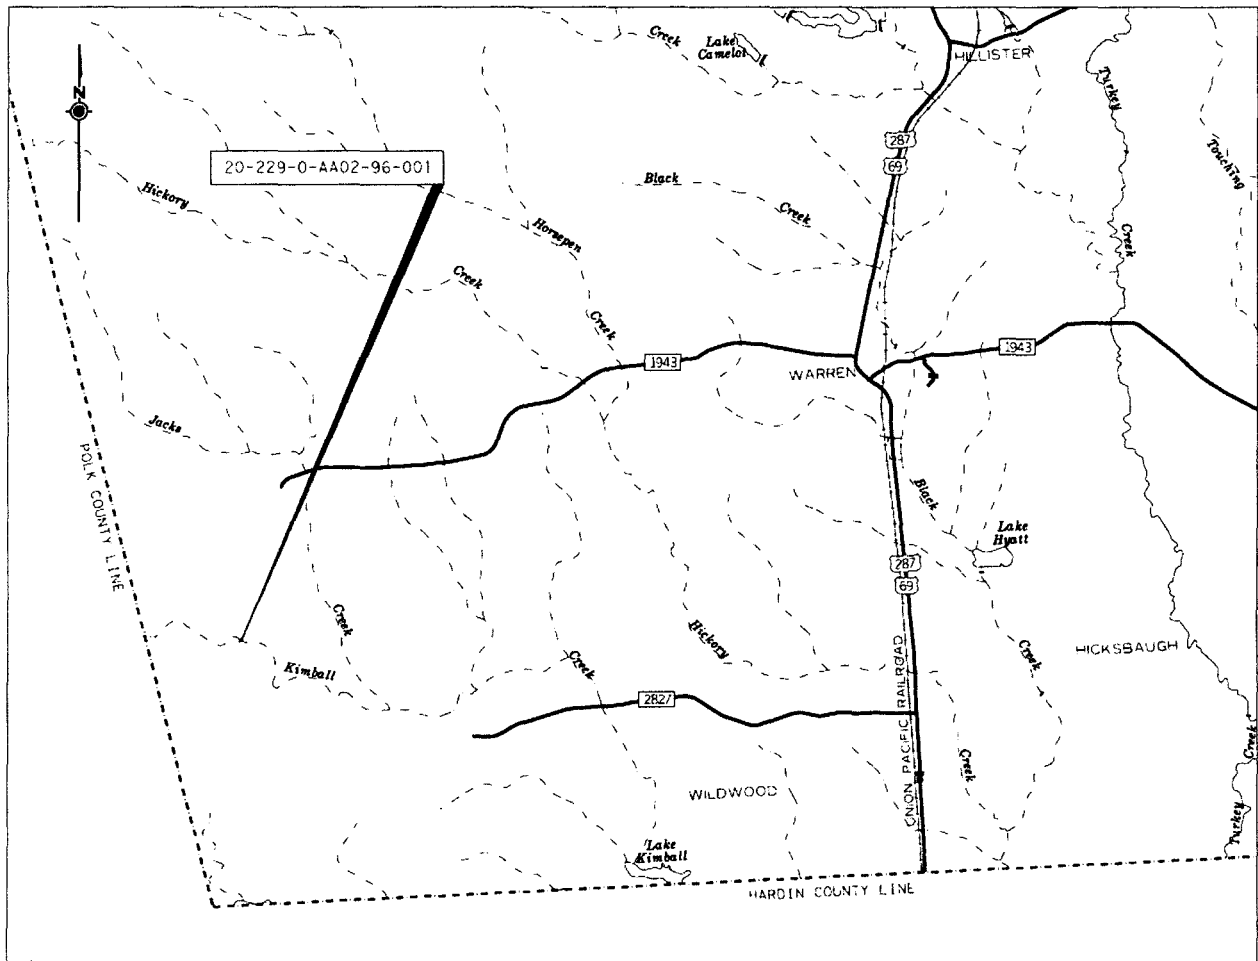 Creek
Lake
Camelot
HILLISTER
N
Turkey
287
69
20-229-0-AA02-96-001
Touching
Hickory
Black
Creek
Horsepen
Creek
Creek
Creek
1943
WARREN
1943
Jacks
POLK COUNTY LINE
Black
Lake
Hyatt
287
69
Creek
Hickory
Creek
HICKSBAUGH
Kimball
Creek
UNION PACIFIC RAILROAD
2827
Creek
Creek
WILDWOOD
Turkey
Lake
Kimball
HARDIN COUNTY LINE